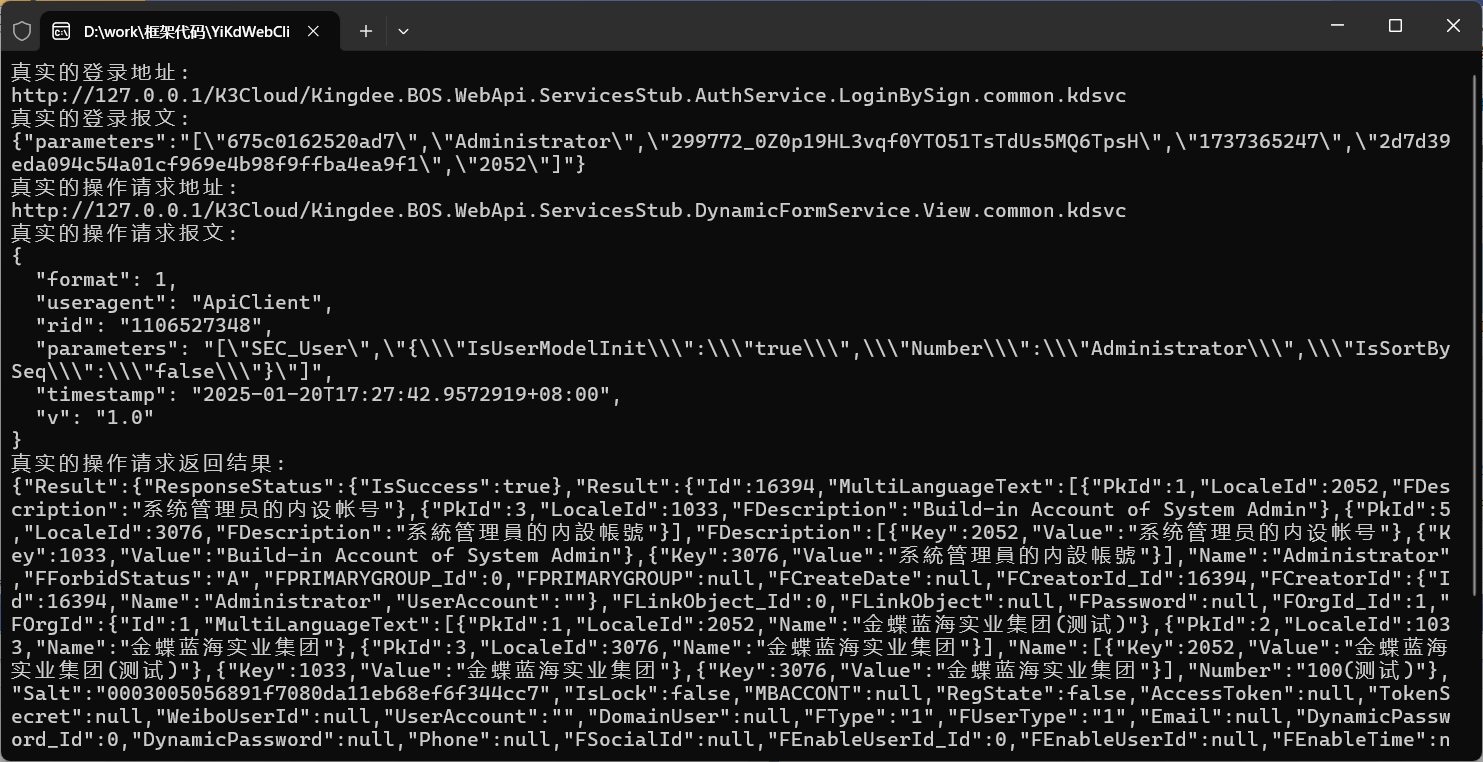 D:\work\框架代码\YiKdWebCli
真实的登录地址:
http://127.0.0.1/K3Cloud/Kingdee.BOS.WebApi.ServicesStub.AuthService.LoginBySign.common.kdsvc
真实的登录报文:
{"parameters":"[\"675c0162520ad7\",\"Administrator\",\"299772_0Z0p19HL3vqf0YTO51TsTdUs5MQ6TpsH\",\"1737365247\",\"2d7d39
eda094c54a01cf969e4b98f9ffba4ea9f1\",\"2052\"]"}
真实的操作请求地址:
http://127.0.0.1/K3Cloud/Kingdee.BOS.WebApi.ServicesStub.DynamicFormService.View.common.kdsvc
真实的操作请求报文:
{
  "format": 1,
  "useragent": "ApiClient",
  "rid": "1106527348",
  "parameters": "[\"SEC_User\",\"{\\\"IsUserModelInit\\\":\\\"true\\\",\\\"Number\\\":\\\"Administrator\\\",\\\"IsSortBy
Seq\\\":\\\"false\\\"}\"]",
  "timestamp": "2025-01-20T17:27:42.9572919+08:00",
  "v": "1.0"
}
真实的操作请求返回结果:
{"Result":{"ResponseStatus":{"IsSuccess":true},"Result":{"Id":16394,"MultiLanguageText":[{"PkId":1,"LocaleId":2052,"FDes
cription":"系统管理员的内设帐号"},{"PkId":3,"LocaleId":1033,"FDescription":"Build-in Account of System Admin"},{"PkId":5
,"LocaleId":3076,"FDescription":"系統管理員的內設帳號"}],"FDescription":[{"Key":2052,"Value":"系统管理员的内设帐号"},{"K
ey":1033,"Value":"Build-in Account of System Admin"},{"Key":3076,"Value":"系統管理員的內設帳號"}],"Name":"Administrator"
,"FForbidStatus":"A","FPRIMARYGROUP_Id":0,"FPRIMARYGROUP":null,"FCreateDate":null,"FCreatorId_Id":16394,"FCreatorId":{"I
d":16394,"Name":"Administrator","UserAccount":""},"FLinkObject_Id":0,"FLinkObject":null,"FPassword":null,"FOrgId_Id":1,"
FOrgId":{"Id":1,"MultiLanguageText":[{"PkId":1,"LocaleId":2052,"Name":"金蝶蓝海实业集团(测试)"},{"PkId":2,"LocaleId":103
3,"Name":"金蝶蓝海实业集团"},{"PkId":3,"LocaleId":3076,"Name":"金蝶蓝海实业集团"}],"Name":[{"Key":2052,"Value":"金蝶蓝海
实业集团(测试)"},{"Key":1033,"Value":"金蝶蓝海实业集团"},{"Key":3076,"Value":"金蝶蓝海实业集团"}],"Number":"100(测试)"},
"Salt":"0003005056891f7080da11eb68ef6f344cc7","IsLock":false,"MBACCONT":null,"RegState":false,"AccessToken":null,"TokenS
ecret":null,"WeiboUserId":null,"UserAccount":"","DomainUser":null,"FType":"1","FUserType":"1","Email":null,"DynamicPassw
ord_Id":0,"DynamicPassword":null,"Phone":null,"FSocialId":null,"FEnableUserId_Id":0,"FEnableUserId":null,"FEnableTime":n